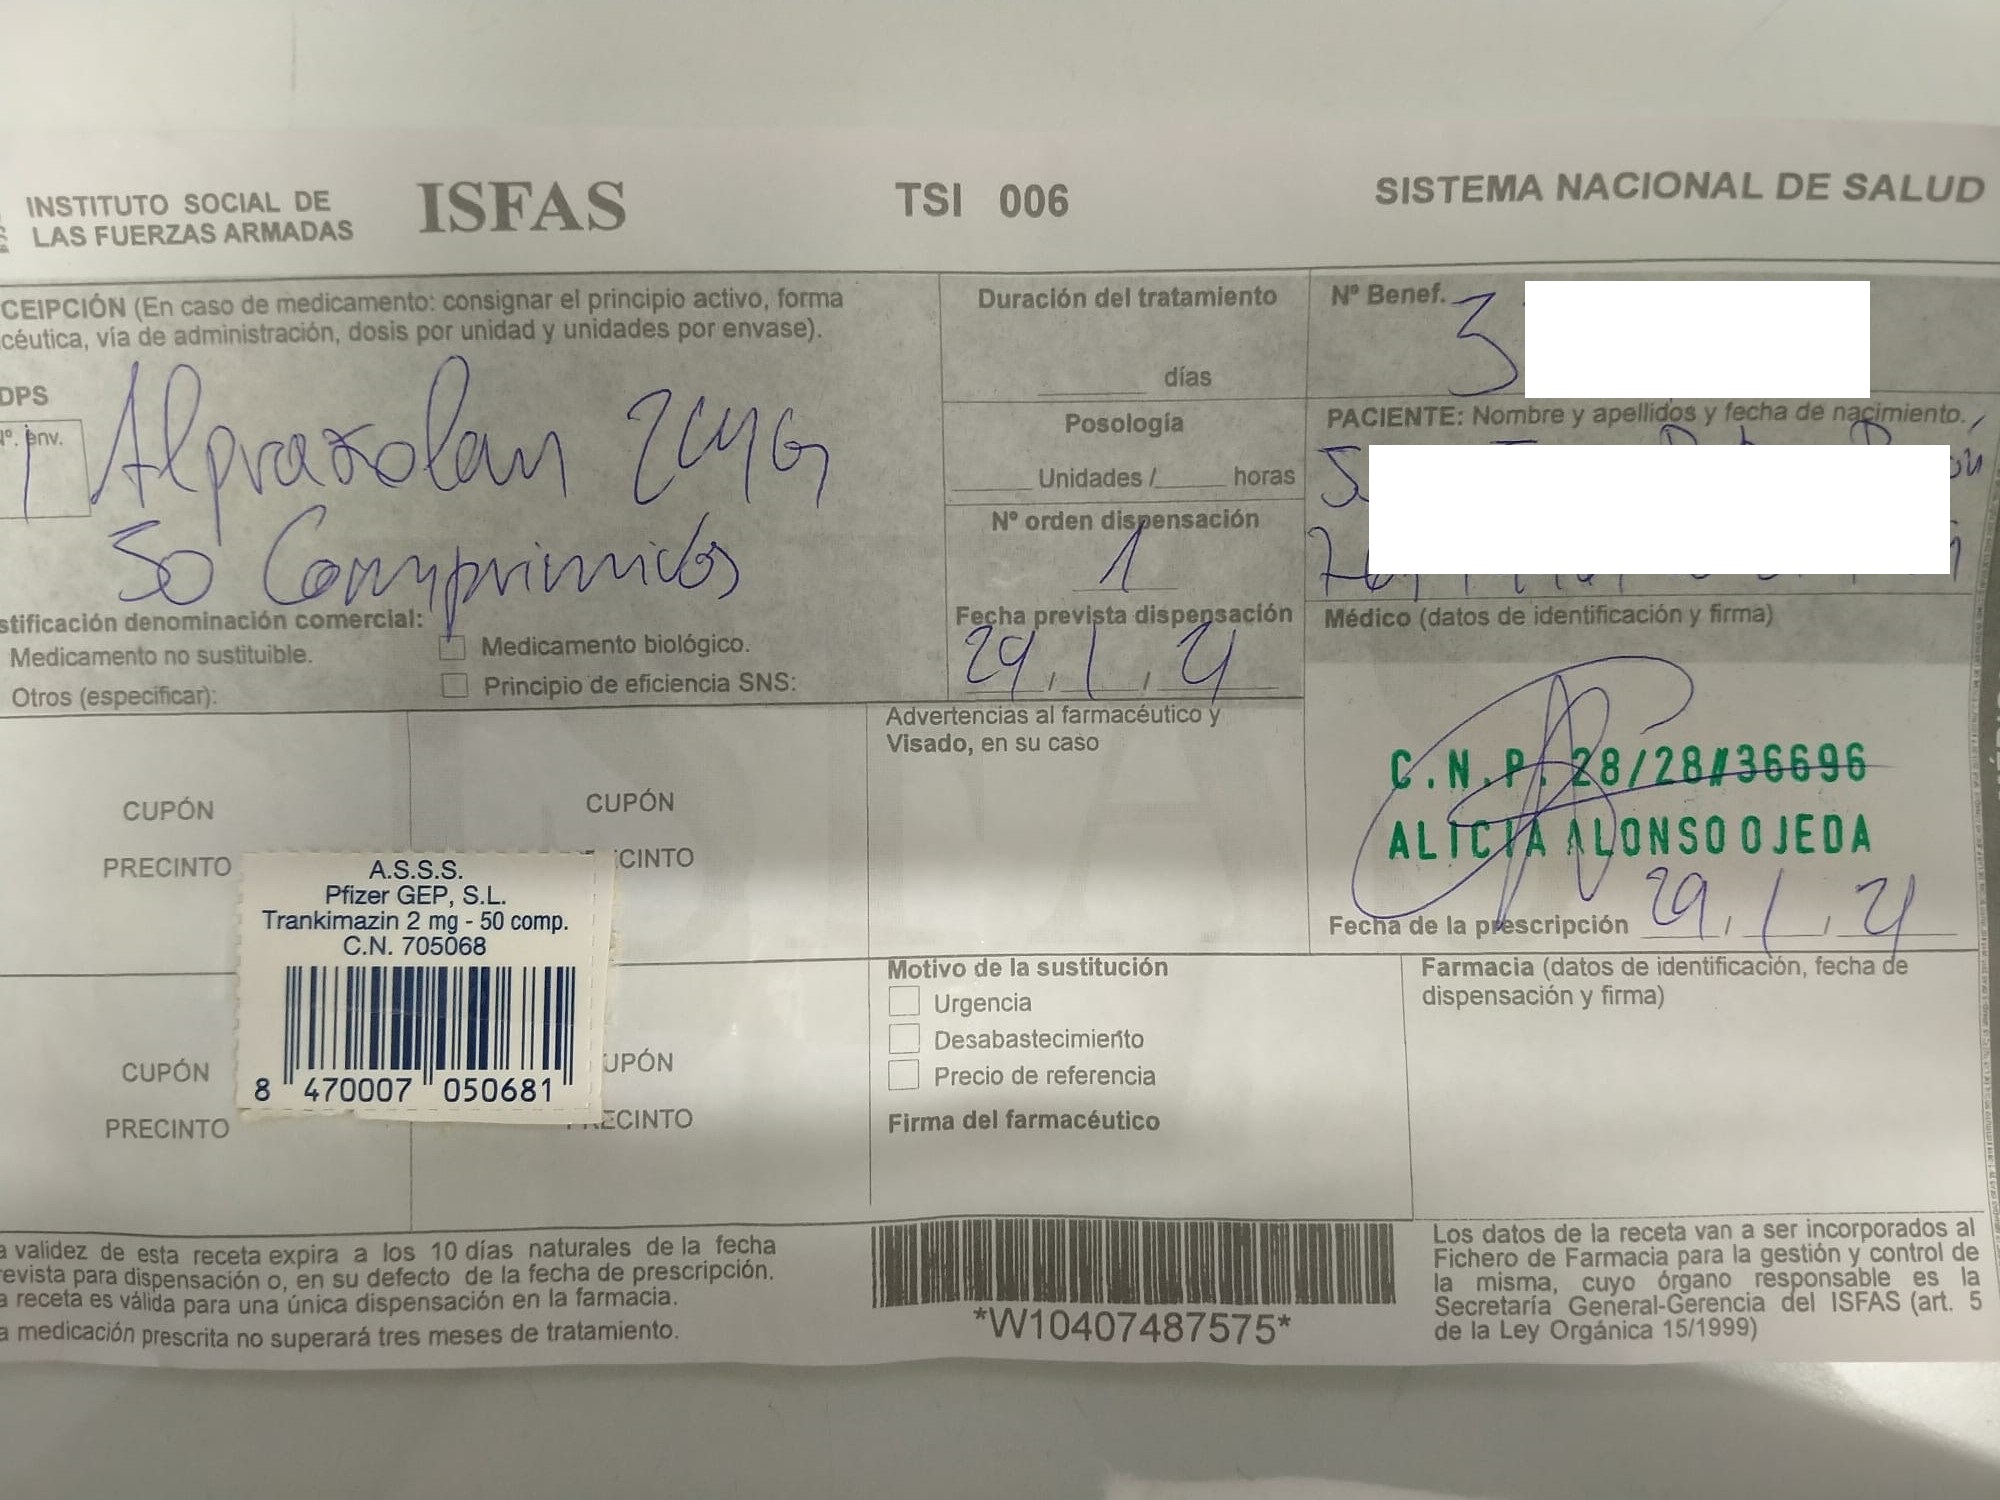 INSTITUTO SOCIAL DE
LAS FUERZAS ARMADAS
ISFAS
TSI 006
SISTEMA NACIONAL DE SALUD
CEIPCIÓN (En caso de medicamento: consignar el principio activo, forma
céutica, vía de administración, dosis por unidad y unidades por envase).
DPS
Nº. env.
1
Alprazolan 2MG
50 Comprimidos
stificación denominación comercial:
Medicamento no sustituible.
Otros (especificar):
Medicamento biológico.
Principio de eficiencia SNS:
Duración del tratamiento
días
Posología
Unidades / horas
Nº orden dispensación
1
Fecha prevista dispensación
29 / 1 / 21
Nº Benef.
3
PACIENTE: Nombre y apellidos y fecha de nacimiento.
Médico (datos de identificación y firma)
C.N.P. 28/28/36696
ALICIA ALONSO OJEDA
Fecha de la prescripción 29 / 1 / 21
CUPÓN
PRECINTO
CUPÓN
CINTO
A.S.S.S.
Pfizer GEP, S.L.
Trankimazin 2 mg - 50 comp.
C.N. 705068
8 470007 050681
CUPÓN
PRECINTO
UPÓN
ECINTO
Advertencias al farmacéutico y
Visado, en su caso
Motivo de la sustitución
Urgencia
Desabastecimiento
Precio de referencia
Firma del farmacéutico
Farmacia (datos de identificación, fecha de
dispensación y firma)
a validez de esta receta expira a los 10 días naturales de la fecha
revista para dispensación o, en su defecto de la fecha de prescripción.
a receta es válida para una única dispensación en la farmacia.
a medicación prescrita no superará tres meses de tratamiento.
*W10407487575*
Los datos de la receta van a ser incorporados al
Fichero de Farmacia para la gestión y control de
la misma, cuyo órgano responsable es la
Secretaría General-Gerencia del ISFAS (art. 5
de la Ley Orgánica 15/1999)